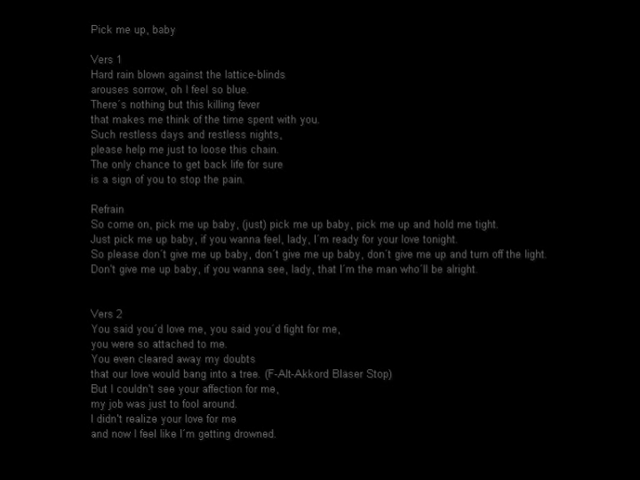 Pick me up, baby
Vers 1
Hard rain blown against the lattice-blinds
arouses sorrow, oh I feel so blue.
There´s nothing but this killing fever
that makes me think of the time spent with you.
Such restless days and restless nights,
please help me just to loose this chain.
The only chance to get back life for sure
is a sign of you to stop the pain.
Refrain
So come on, pick me up baby, (just) pick me up baby, pick me up and hold me tight.
Just pick me up baby, if you wanna feel, lady, I´m ready for your love tonight.
So please don´t give me up baby, don´t give me up baby, don´t give me up and turn off the light.
Don't give me up baby, if you wanna see, lady, that I´m the man who´ll be alright.
Vers 2
You said you´d love me, you said you´d fight for me,
you were so attached to me.
You even cleared away my doubts
that our love would bang into a tree. (F-Alt-Akkord Bläser Stop)
But I couldn't see your affection for me,
my job was just to fool around.
I didn't realize your love for me
and now I feel like I´m getting drowned.